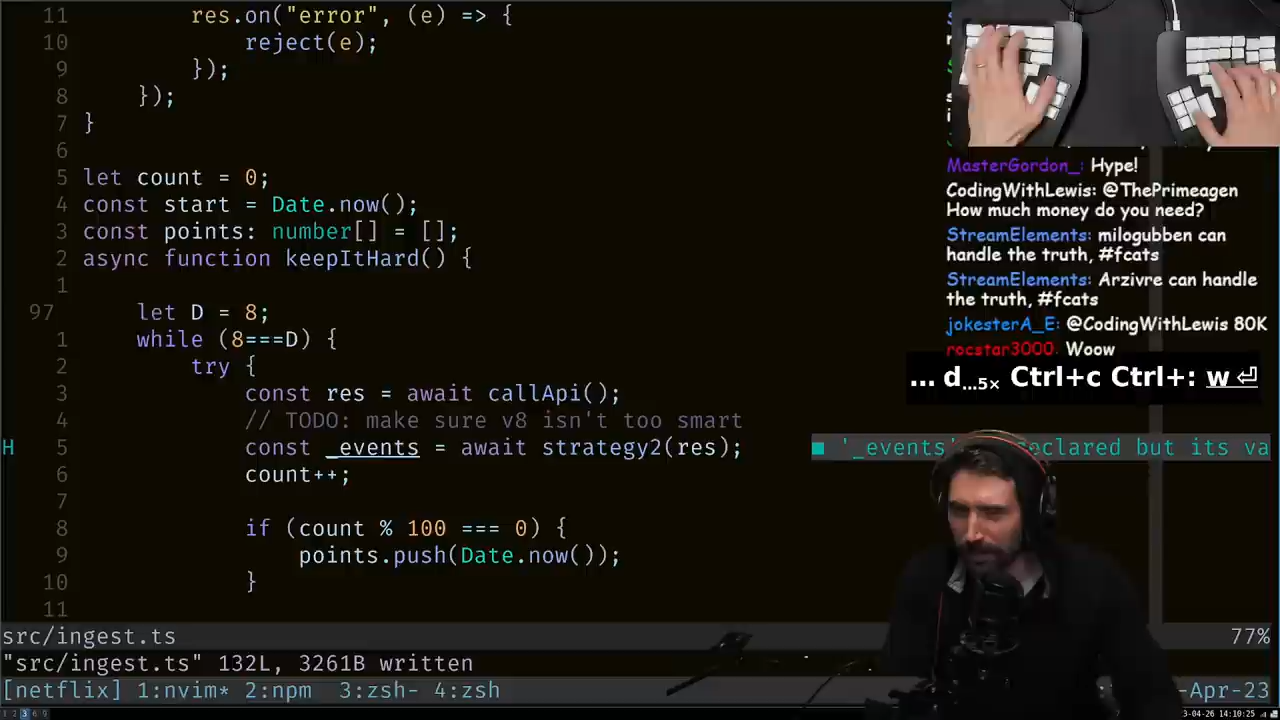 11 res.on("error", (e) => {
10 reject(e);
9 });
8 });
7 }
6
5 let count = 0;
4 const start = Date.now();
3 const points: number[] = [];
2 async function keepItHard() {
1
97 let D = 8;
1 while (8===D) {
2 try {
3 const res = await callApi();
4 // TODO: make sure v8 isn't too smart
H 5 const _events = await strategy2(res); ■ '_events' declared but its va
6 count++;
7
8 if (count % 100 === 0) {
9 points.push(Date.now());
10 }
11
src/ingest.ts 77%
"src/ingest.ts" 132L, 3261B written
[netflix] 1:nvim* 2:npm 3:zsh- 4:zsh -Apr-23
3-04-26 14:10:25
MasterGordon_: Hype!
CodingWithLewis: @ThePrimeagen
How much money do you need?
StreamElements: milogubben can
handle the truth, #fcats
StreamElements: Arzivre can handle
the truth, #fcats
jokesterA_E: @CodingWithLewis 80K
rocstar3000: Woow
... d...5× Ctrl+c Ctrl+: w ⏎